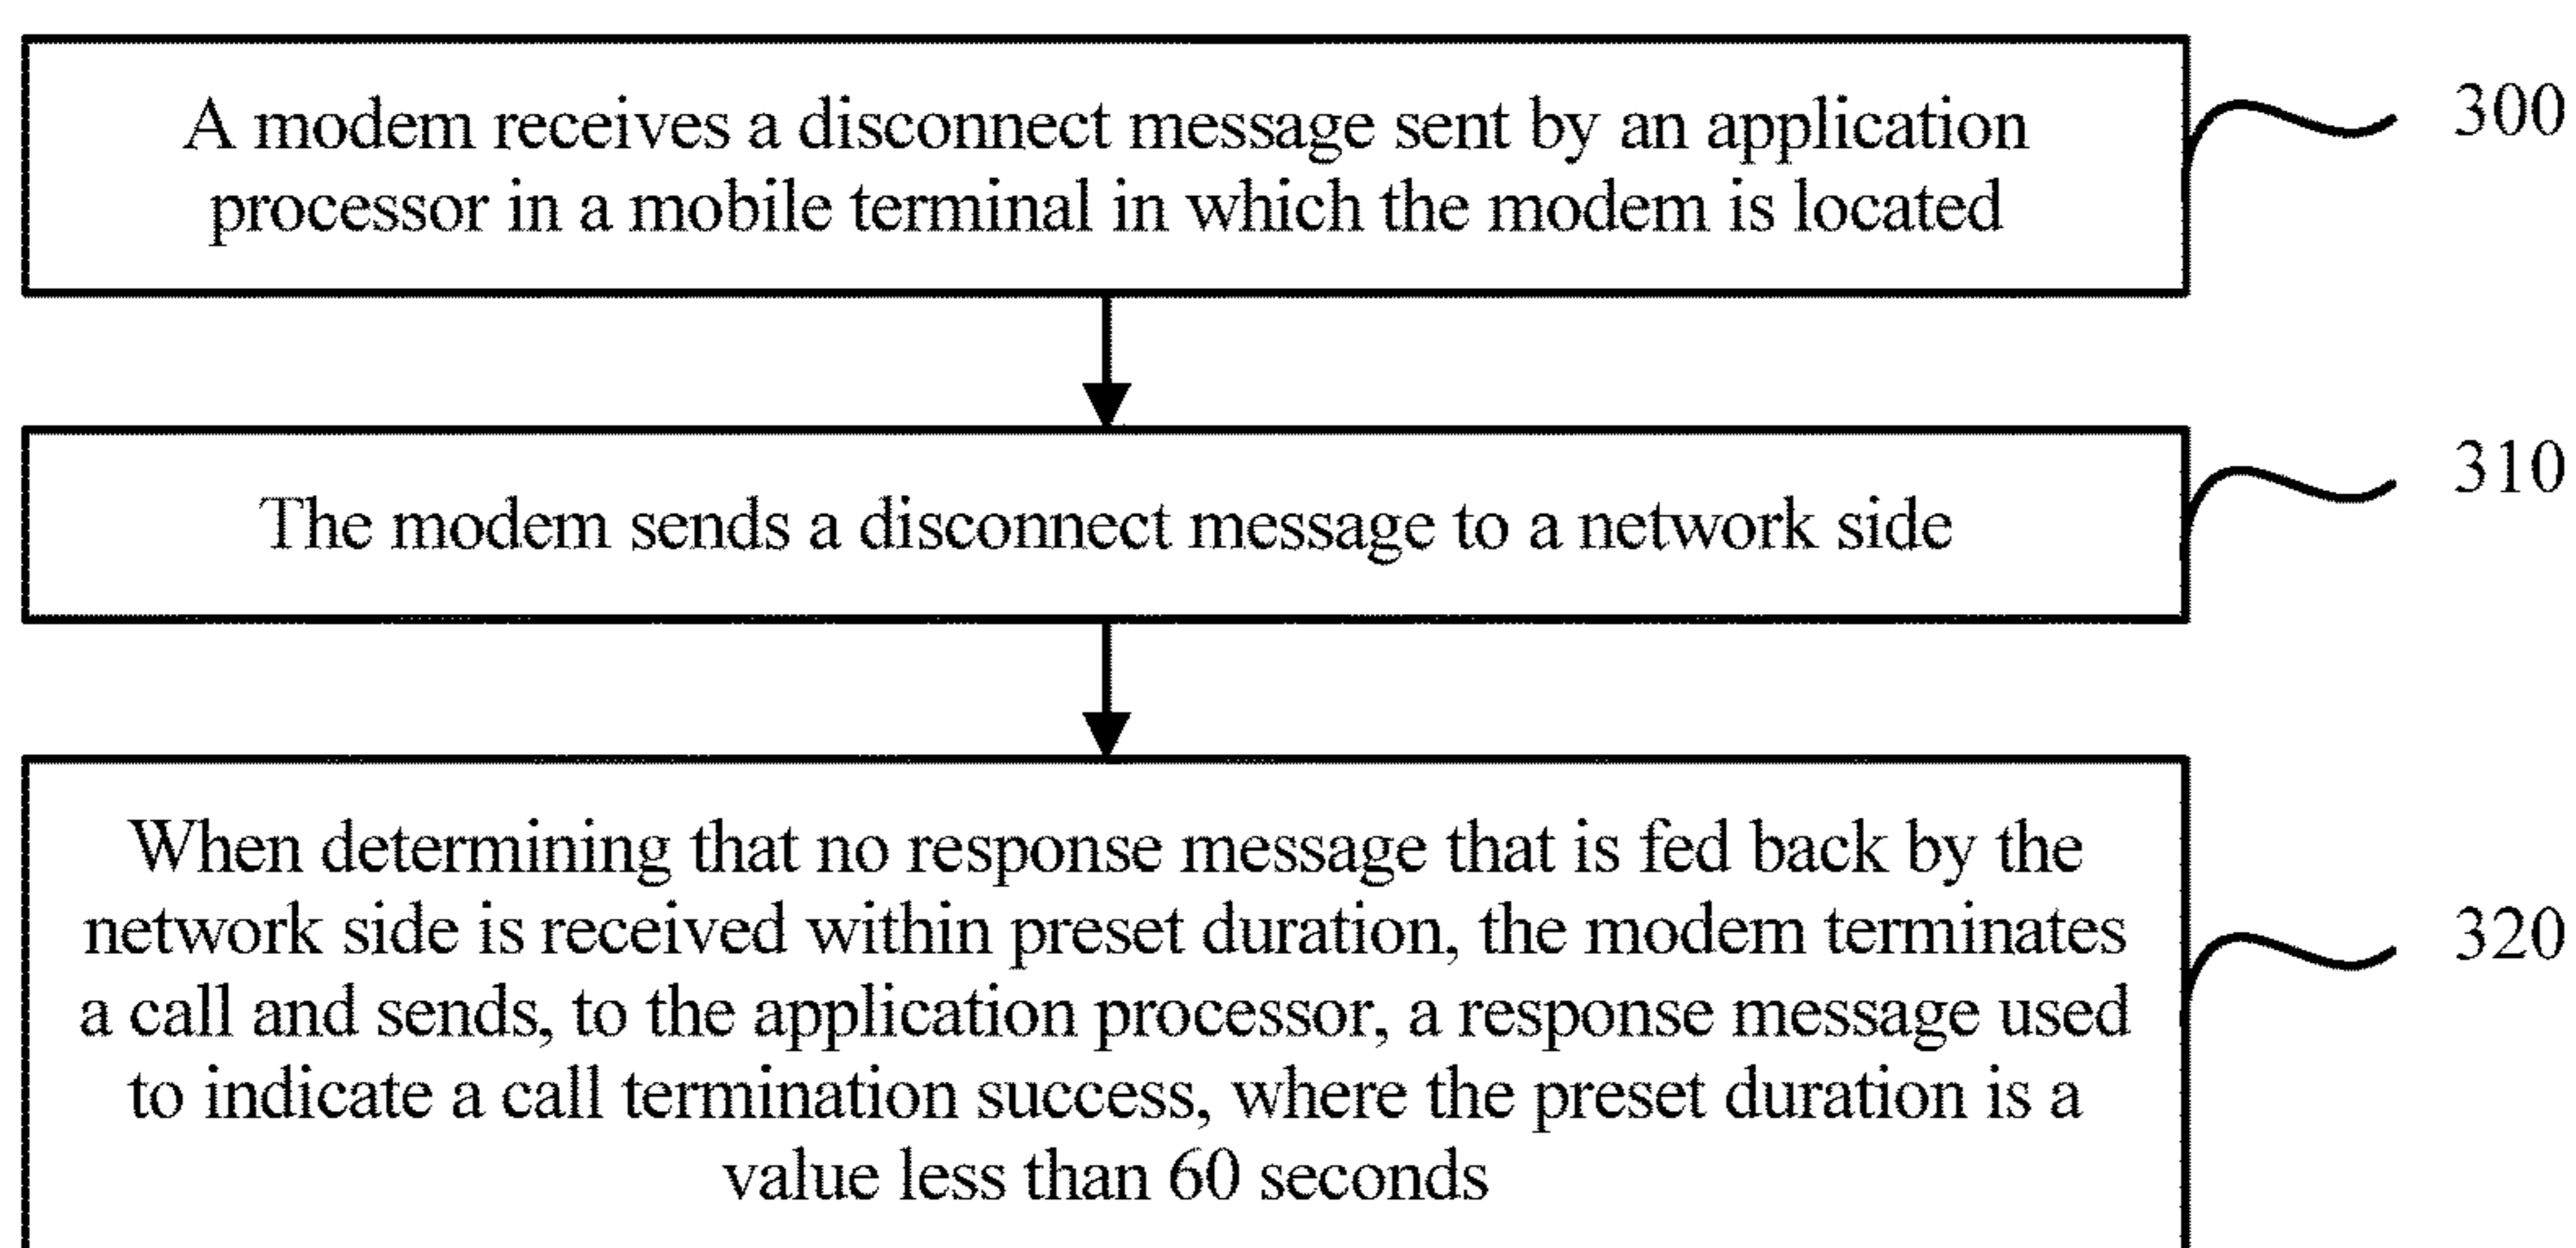 A modem receives a disconnect message sent by an application
processor in a mobile terminal in which the modem is located
300
The modem sends a disconnect message to a network side
310
When determining that no response message that is fed back by the
network side is received within preset duration, the modem terminates
a call and sends, to the application processor, a response message used
to indicate a call termination success, where the preset duration is a
value less than 60 seconds
320